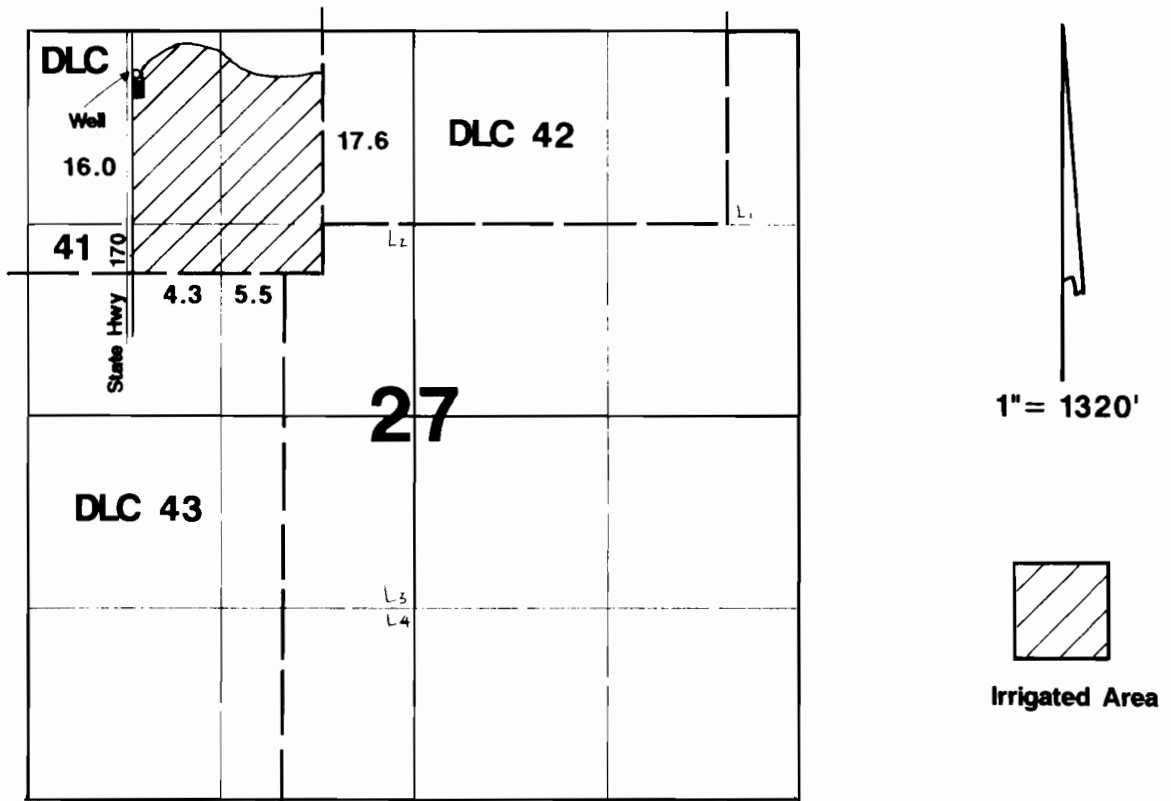 DLC
Well
16.0
17.6
DLC 42
L1
L2
41
State Hwy 170
4.3
5.5
27
1"= 1320'
DLC 43
L3
L4
Irrigated Area